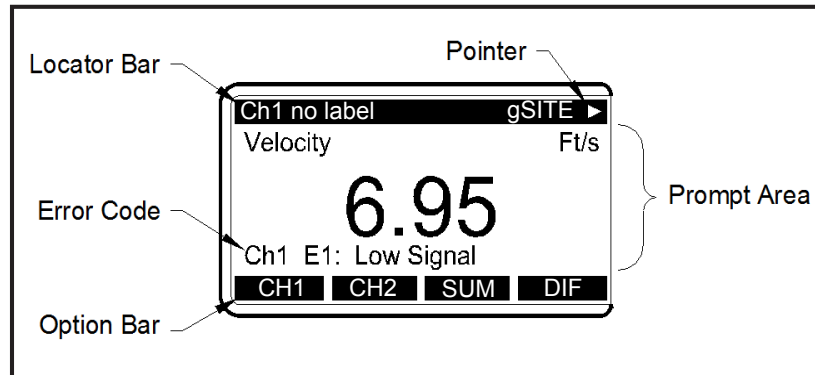 Pointer
Locator Bar
Ch1 no label gSITE ►
Velocity Ft/s
6.95
Prompt Area
Error Code
Ch1 E1: Low Signal
CH1 CH2 SUM DIF
Option Bar